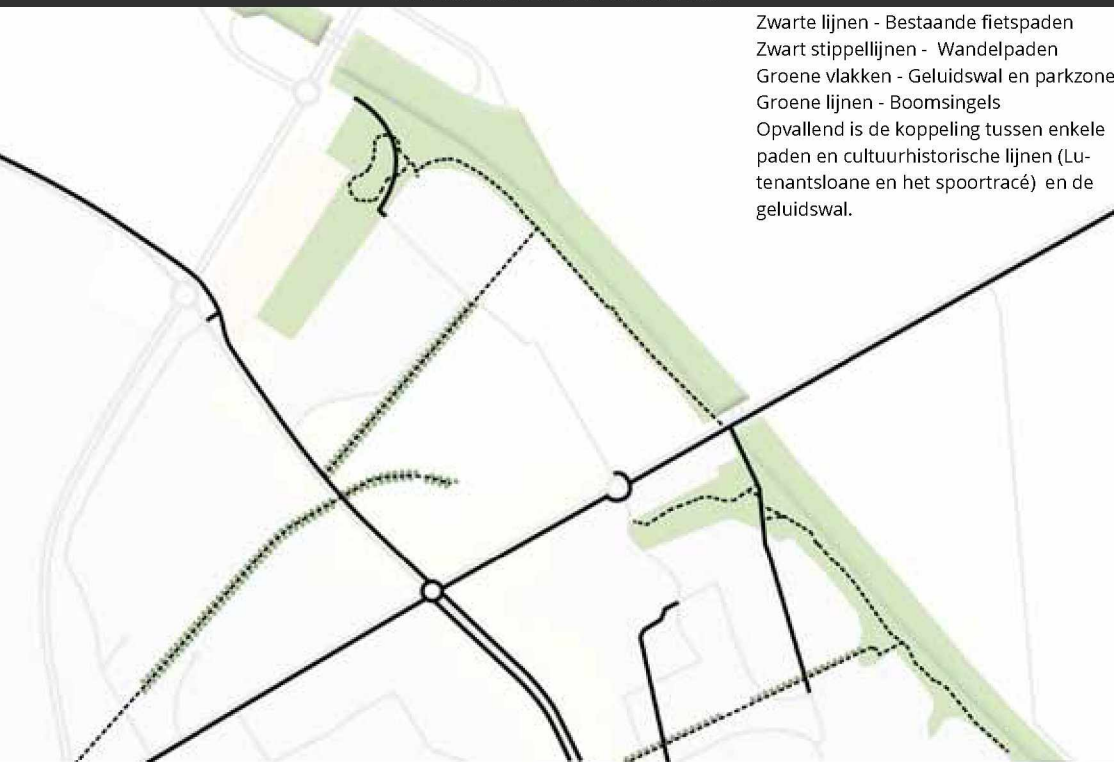 Zwarte lijnen - Bestaande fietspaden
Zwart stippellijnen - Wandelpaden
Groene vlakken - Geluidswal en parkzone
Groene lijnen - Boomsingels
Opvallend is de koppeling tussen enkele
paden en cultuurhistorische lijnen (Lu-
tenantsloane en het spoortracé) en de
geluidswal.